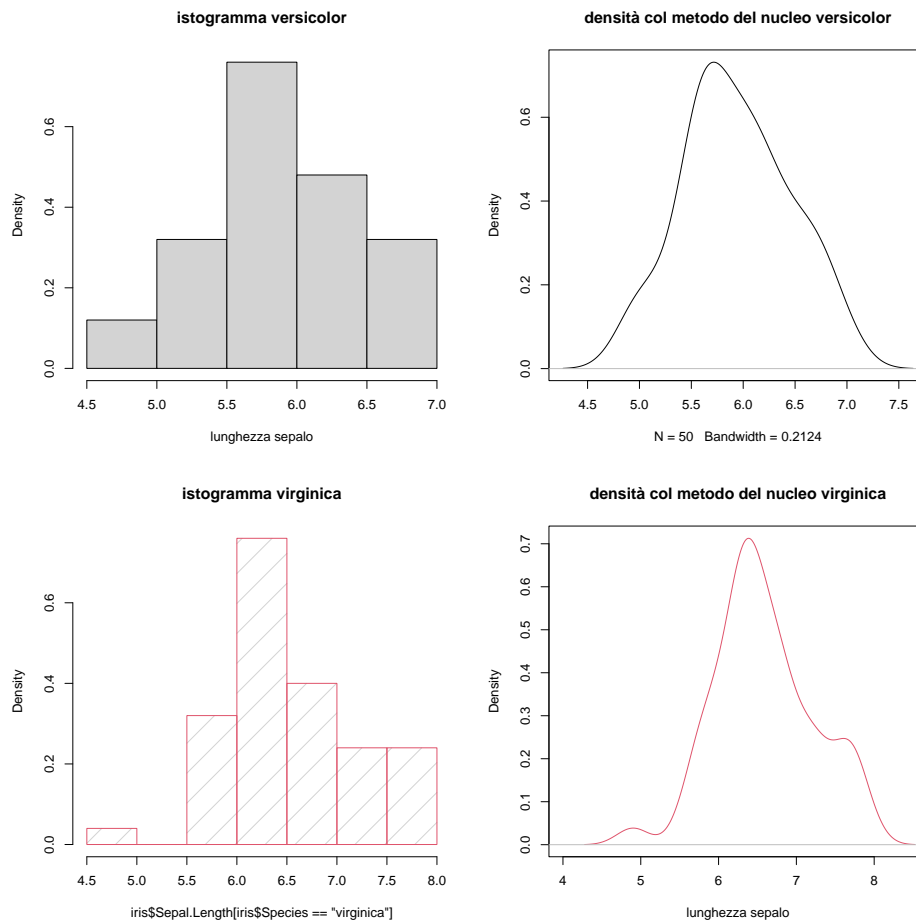 istogramma versicolor
Density
0.0 0.2 0.4 0.6
4.5 5.0 5.5 6.0 6.5 7.0
lunghezza sepalo
densità col metodo del nucleo versicolor
Density
0.0 0.2 0.4 0.6
4.5 5.0 5.5 6.0 6.5 7.0 7.5
N = 50 Bandwidth = 0.2124
istogramma virginica
Density
0.0 0.2 0.4 0.6
4.5 5.0 5.5 6.0 6.5 7.0 7.5 8.0
iris$Sepal.Length[iris$Species == "virginica"]
densità col metodo del nucleo virginica
Density
0.0 0.1 0.2 0.3 0.4 0.5 0.6 0.7
4 5 6 7 8
lunghezza sepalo